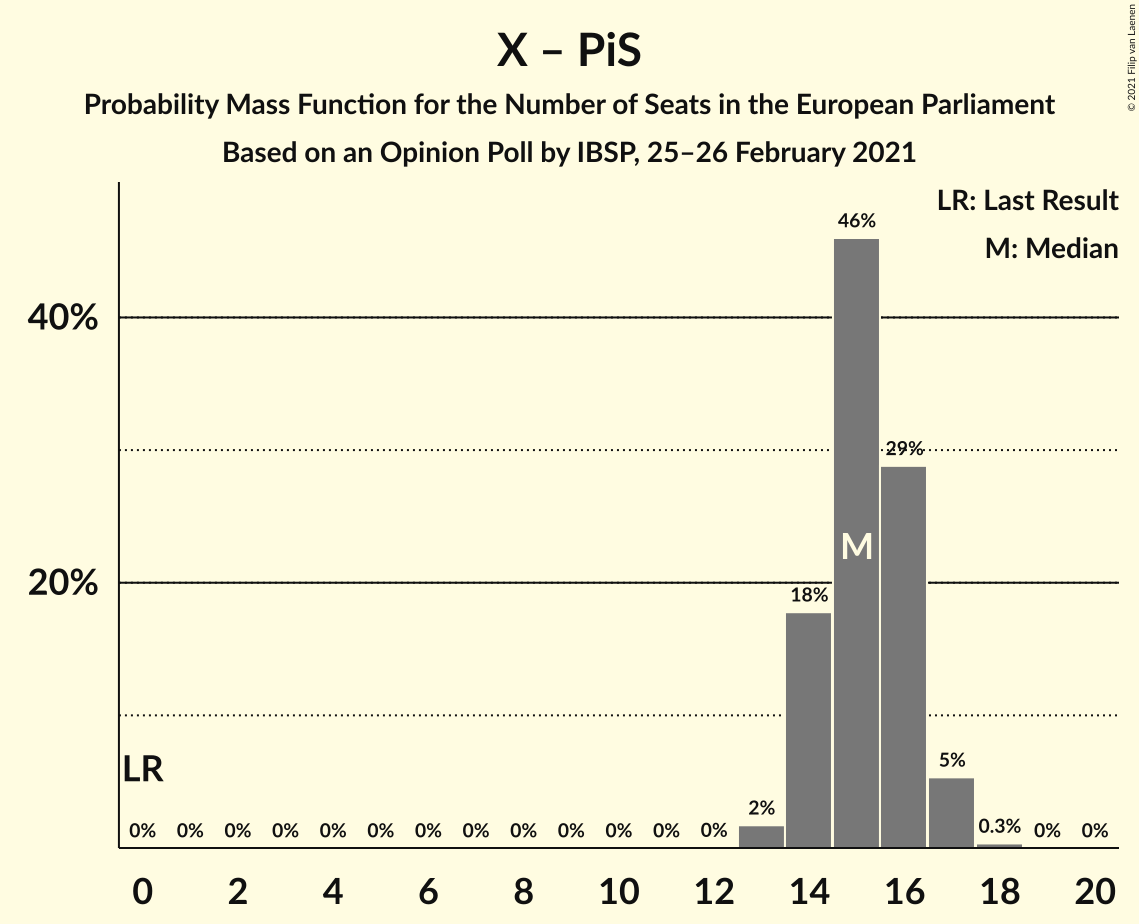 X – PiS
Probability Mass Function for the Number of Seats in the European Parliament
Based on an Opinion Poll by IBSP, 25–26 February 2021
© 2021 Filip van Laenen
LR: Last Result
M: Median
46%
40%
29%
M
20%
18%
LR
5%
2%
0% 0% 0% 0% 0% 0% 0% 0% 0% 0% 0% 0% 0% 0.3% 0% 0%
0 2 4 6 8 10 12 14 16 18 20